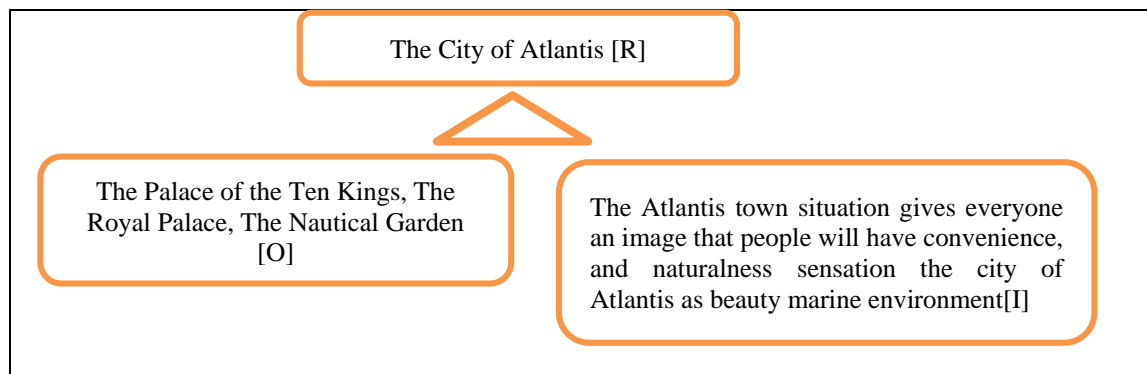 The City of Atlantis [R]
The Palace of the Ten Kings, The
Royal Palace, The Nautical Garden
[O]
The Atlantis town situation gives everyone
an image that people will have convenience,
and naturalness sensation the city of
Atlantis as beauty marine environment[I]